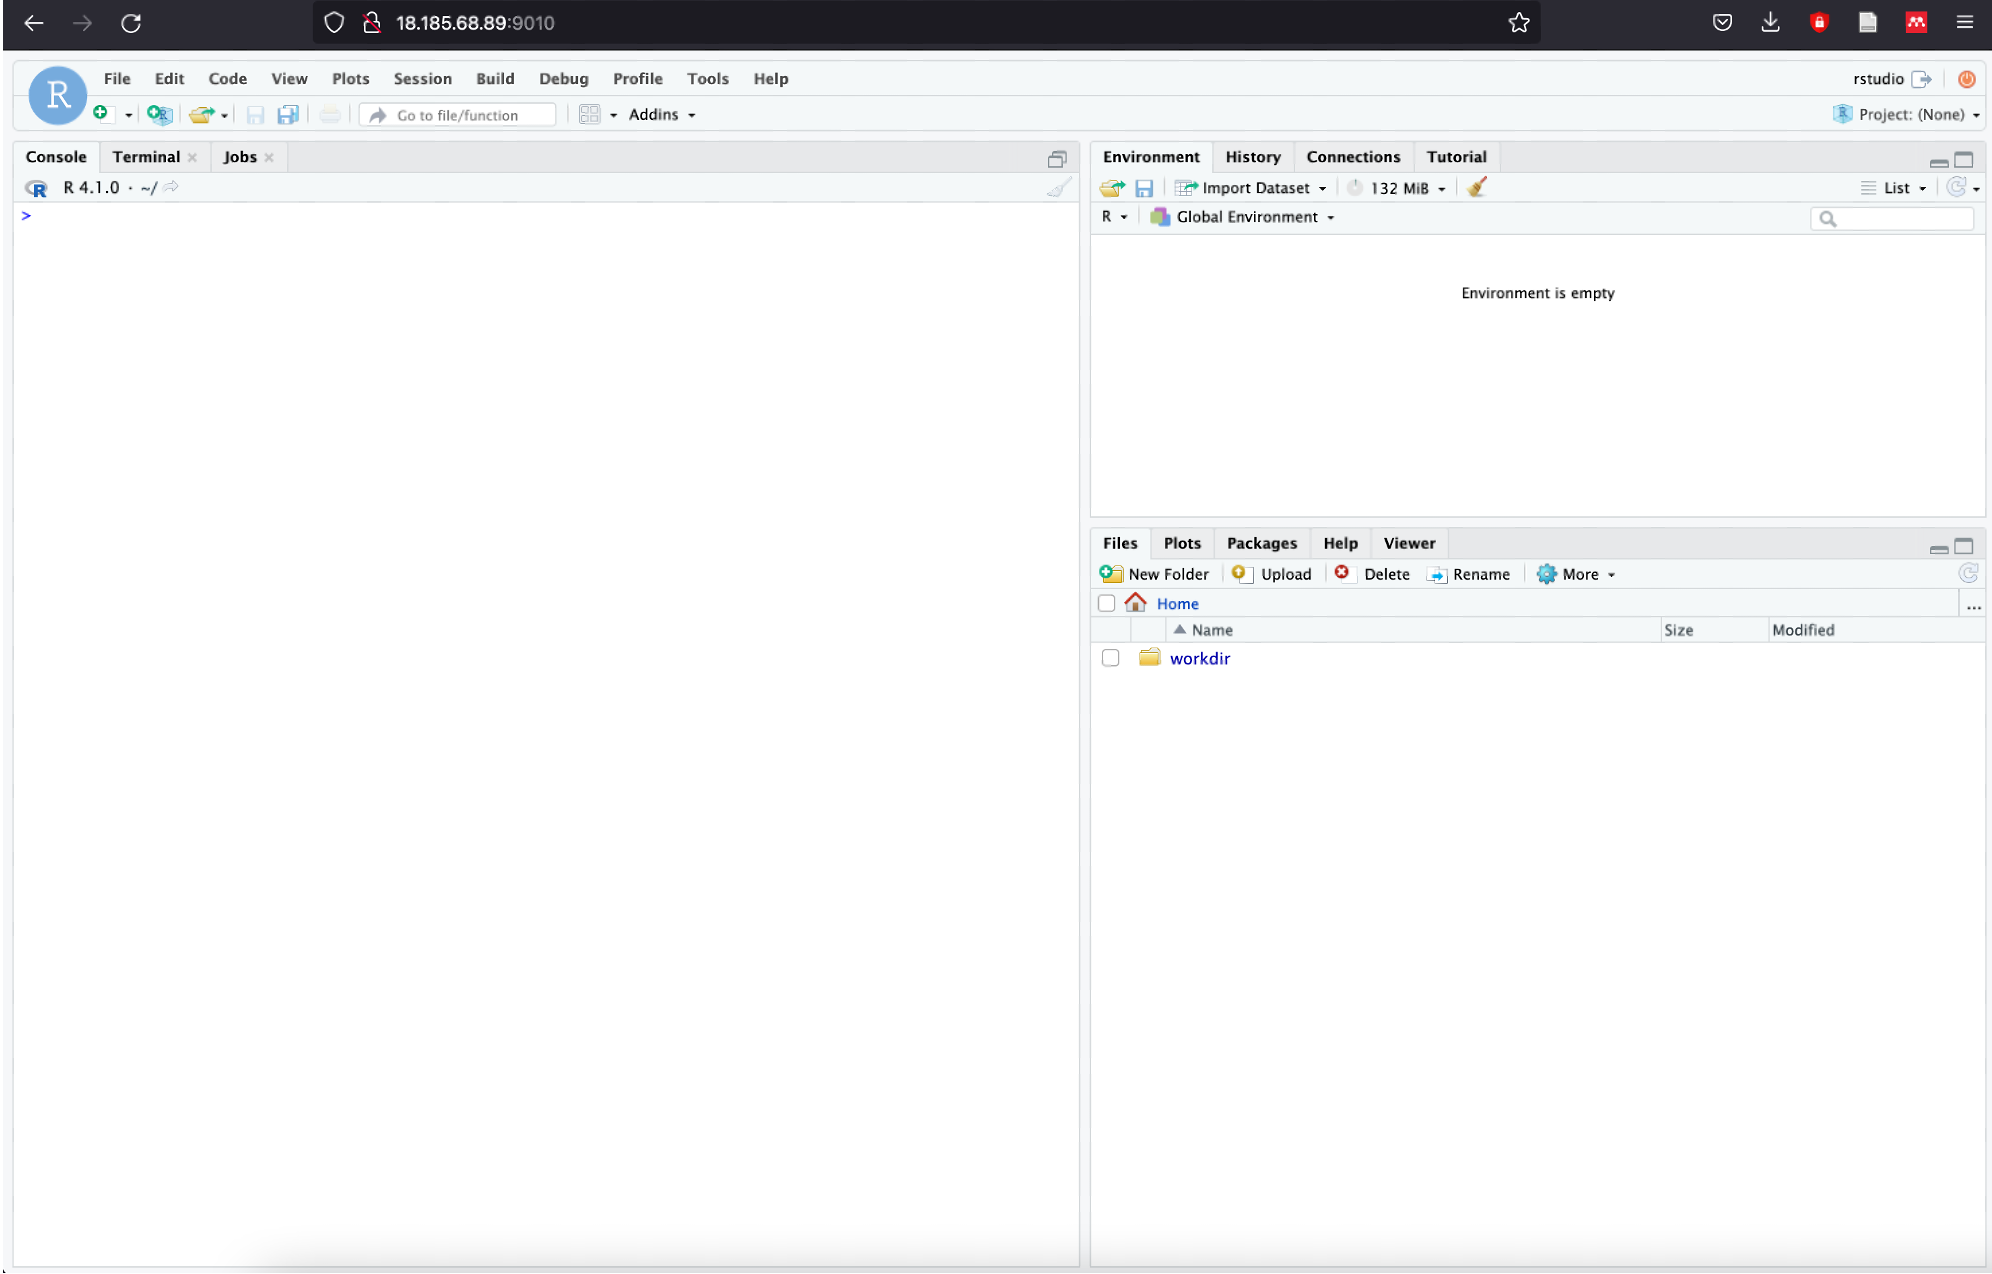 18.185.68.89:9010
R
File Edit Code View Plots Session Build Debug Profile Tools Help
rstudio
Go to file/function
Addins
Project: (None)
Console Terminal Jobs
R 4.1.0 · ~/
>
Environment History Connections Tutorial
Import Dataset 132 MiB List
R Global Environment
Environment is empty
Files Plots Packages Help Viewer
New Folder Upload Delete Rename More
Home ...
Name Size Modified
workdir